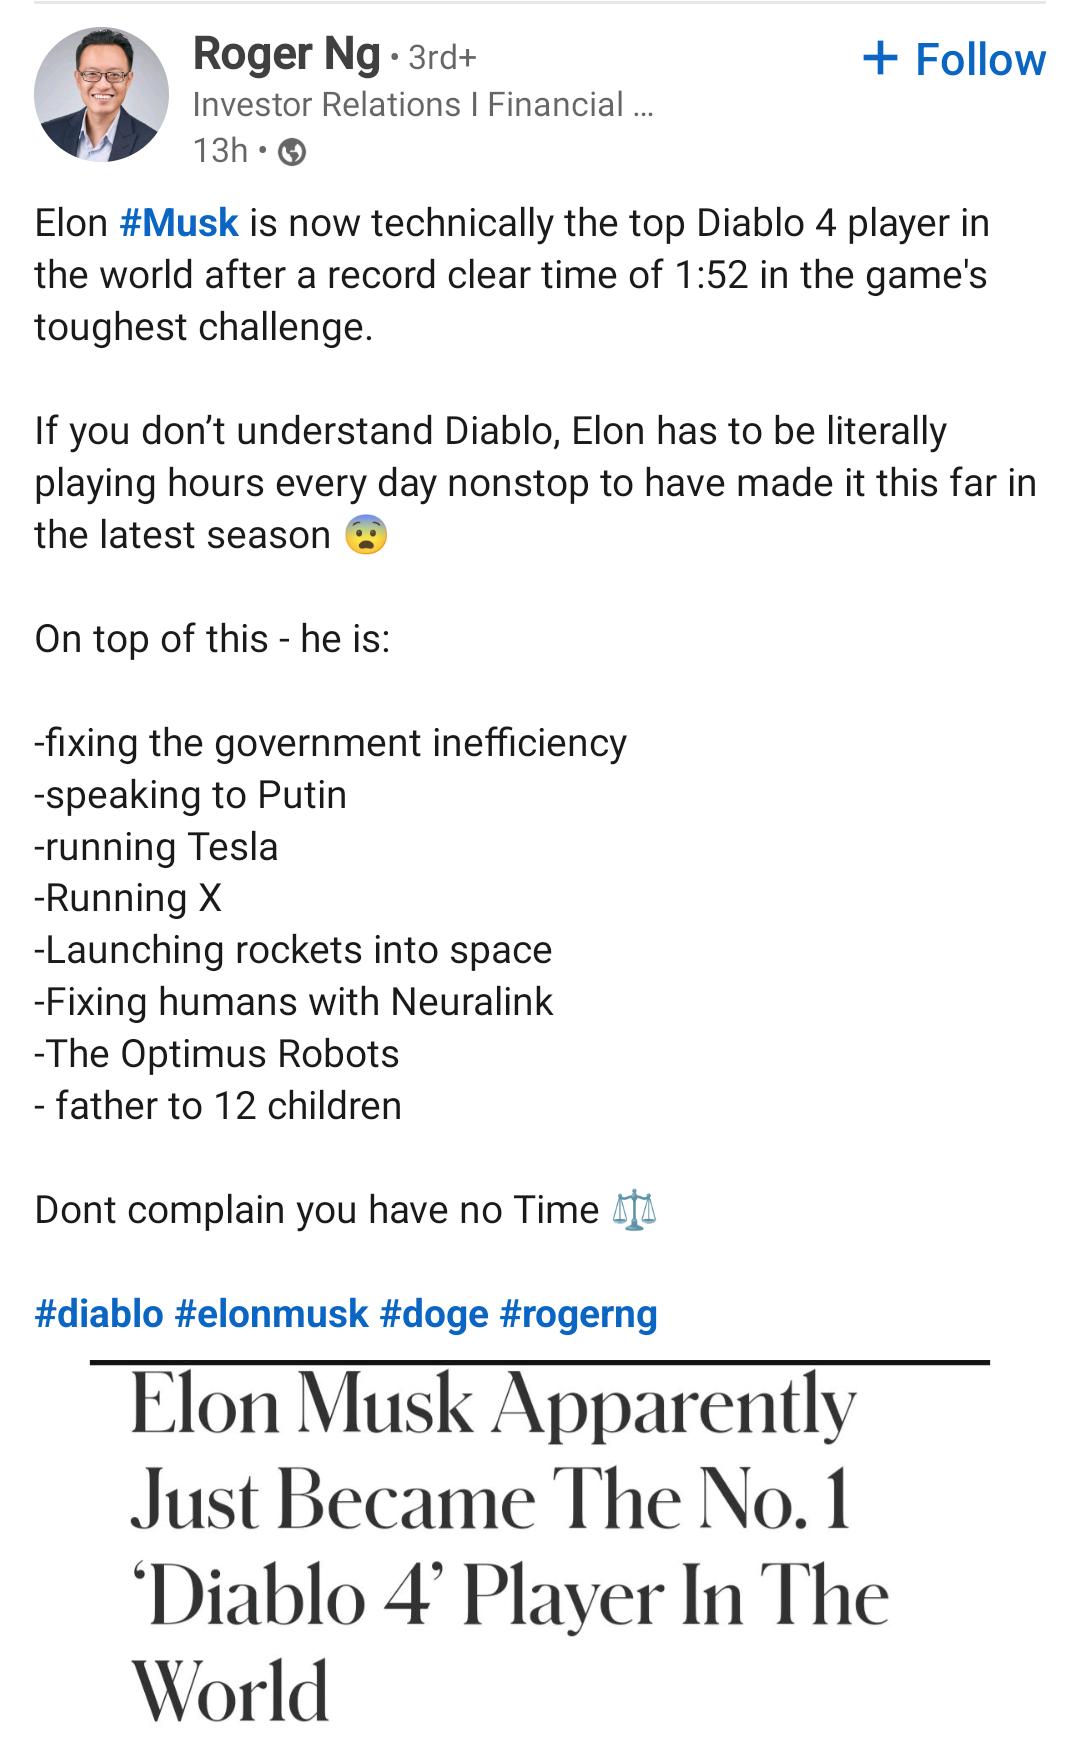 Roger Ng • 3rd+
+ Follow
Investor Relations I Financial ...
13h •
Elon #Musk is now technically the top Diablo 4 player in
the world after a record clear time of 1:52 in the game's
toughest challenge.
If you don’t understand Diablo, Elon has to be literally
playing hours every day nonstop to have made it this far in
the latest season 😨
On top of this - he is:
-fixing the government inefficiency
-speaking to Putin
-running Tesla
-Running X
-Launching rockets into space
-Fixing humans with Neuralink
-The Optimus Robots
- father to 12 children
Dont complain you have no Time ⚖️
#diablo #elonmusk #doge #rogerng
Elon Musk Apparently
Just Became The No. 1
‘Diablo 4’ Player In The
World